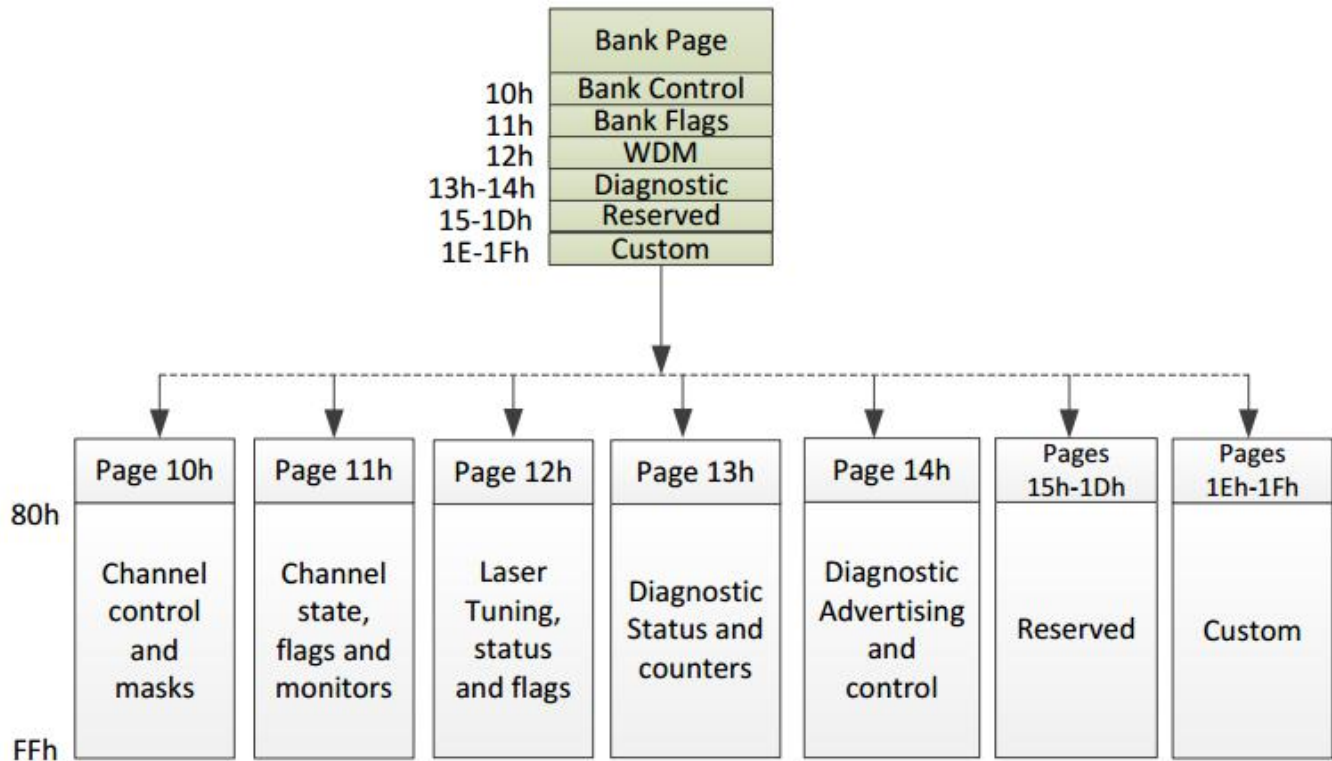 Bank Page
10h Bank Control
11h Bank Flags
12h WDM
13h-14h Diagnostic
15-1Dh Reserved
1E-1Fh Custom
Page 10h
Page 11h
Page 12h
Page 13h
Page 14h
Pages
15h-1Dh
Pages
1Eh-1Fh
80h
FFh
Channel
control
and
masks
Channel
state,
flags and
monitors
Laser
Tuning,
status
and flags
Diagnostic
Status and
counters
Diagnostic
Advertising
and
control
Reserved
Custom